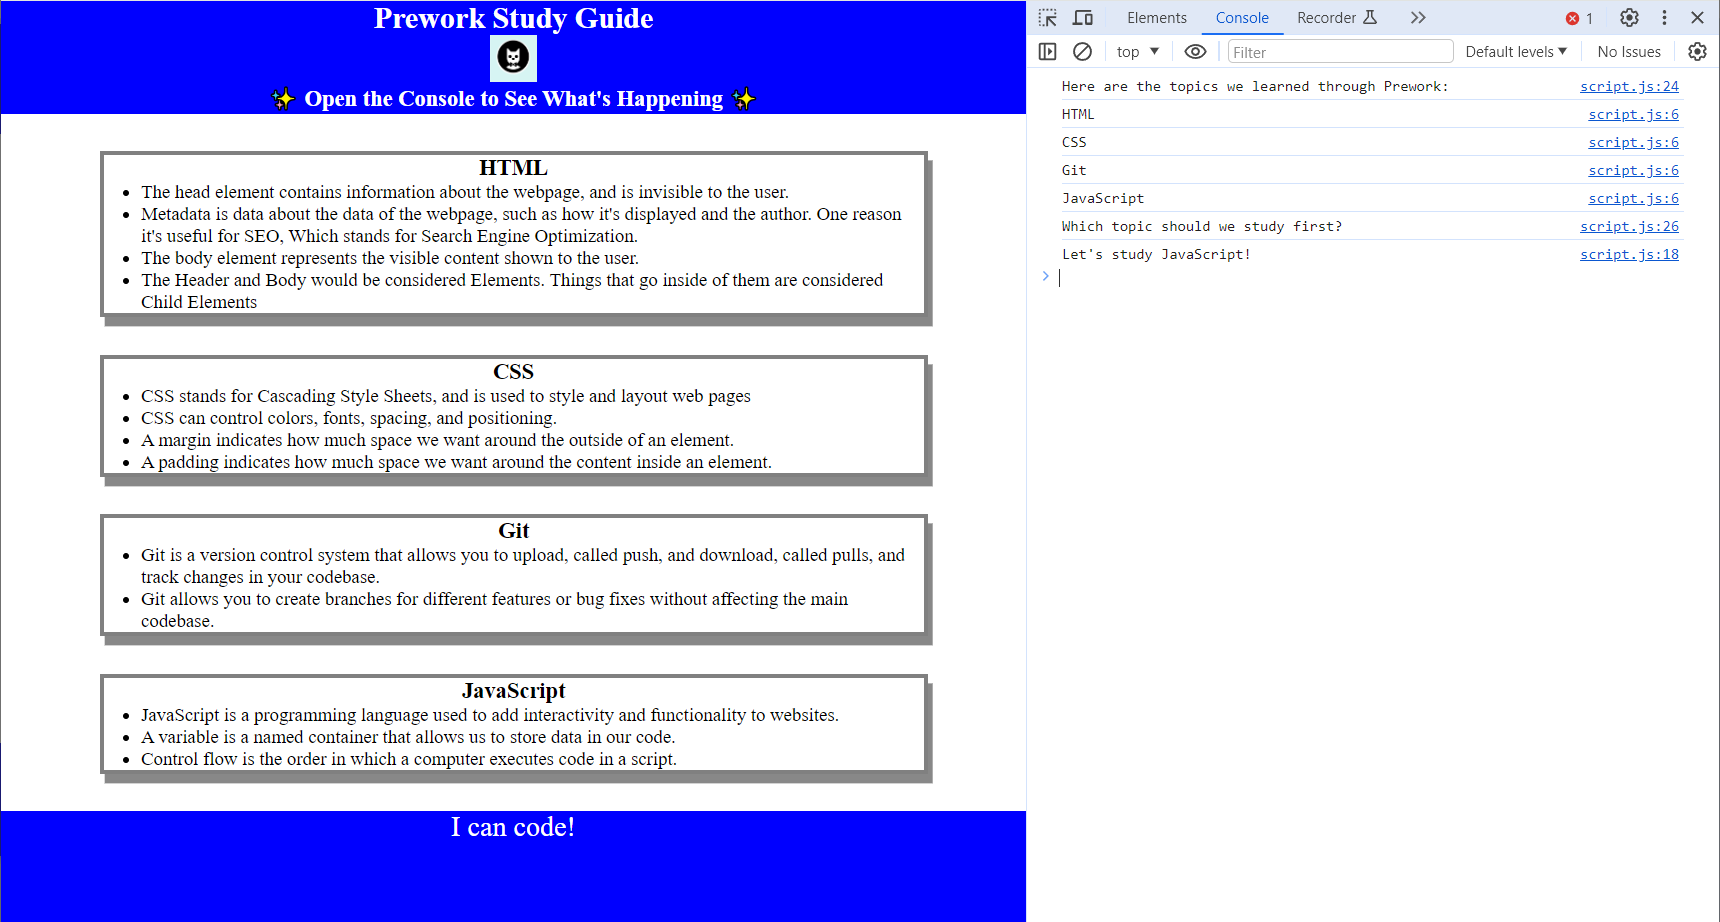 Prework Study Guide
✨ Open the Console to See What's Happening ✨
HTML
• The head element contains information about the webpage, and is invisible to the user.
• Metadata is data about the data of the webpage, such as how it's displayed and the author. One reason
it's useful for SEO, Which stands for Search Engine Optimization.
• The body element represents the visible content shown to the user.
• The Header and Body would be considered Elements. Things that go inside of them are considered
Child Elements
CSS
• CSS stands for Cascading Style Sheets, and is used to style and layout web pages
• CSS can control colors, fonts, spacing, and positioning.
• A margin indicates how much space we want around the outside of an element.
• A padding indicates how much space we want around the content inside an element.
Git
• Git is a version control system that allows you to upload, called push, and download, called pulls, and
track changes in your codebase.
• Git allows you to create branches for different features or bug fixes without affecting the main
codebase.
JavaScript
• JavaScript is a programming language used to add interactivity and functionality to websites.
• A variable is a named container that allows us to store data in our code.
• Control flow is the order in which a computer executes code in a script.
I can code!
Elements Console Recorder 1
top Filter Default levels No Issues
Here are the topics we learned through Prework: script.js:24
HTML script.js:6
CSS script.js:6
Git script.js:6
JavaScript script.js:6
Which topic should we study first? script.js:26
Let's study JavaScript! script.js:18